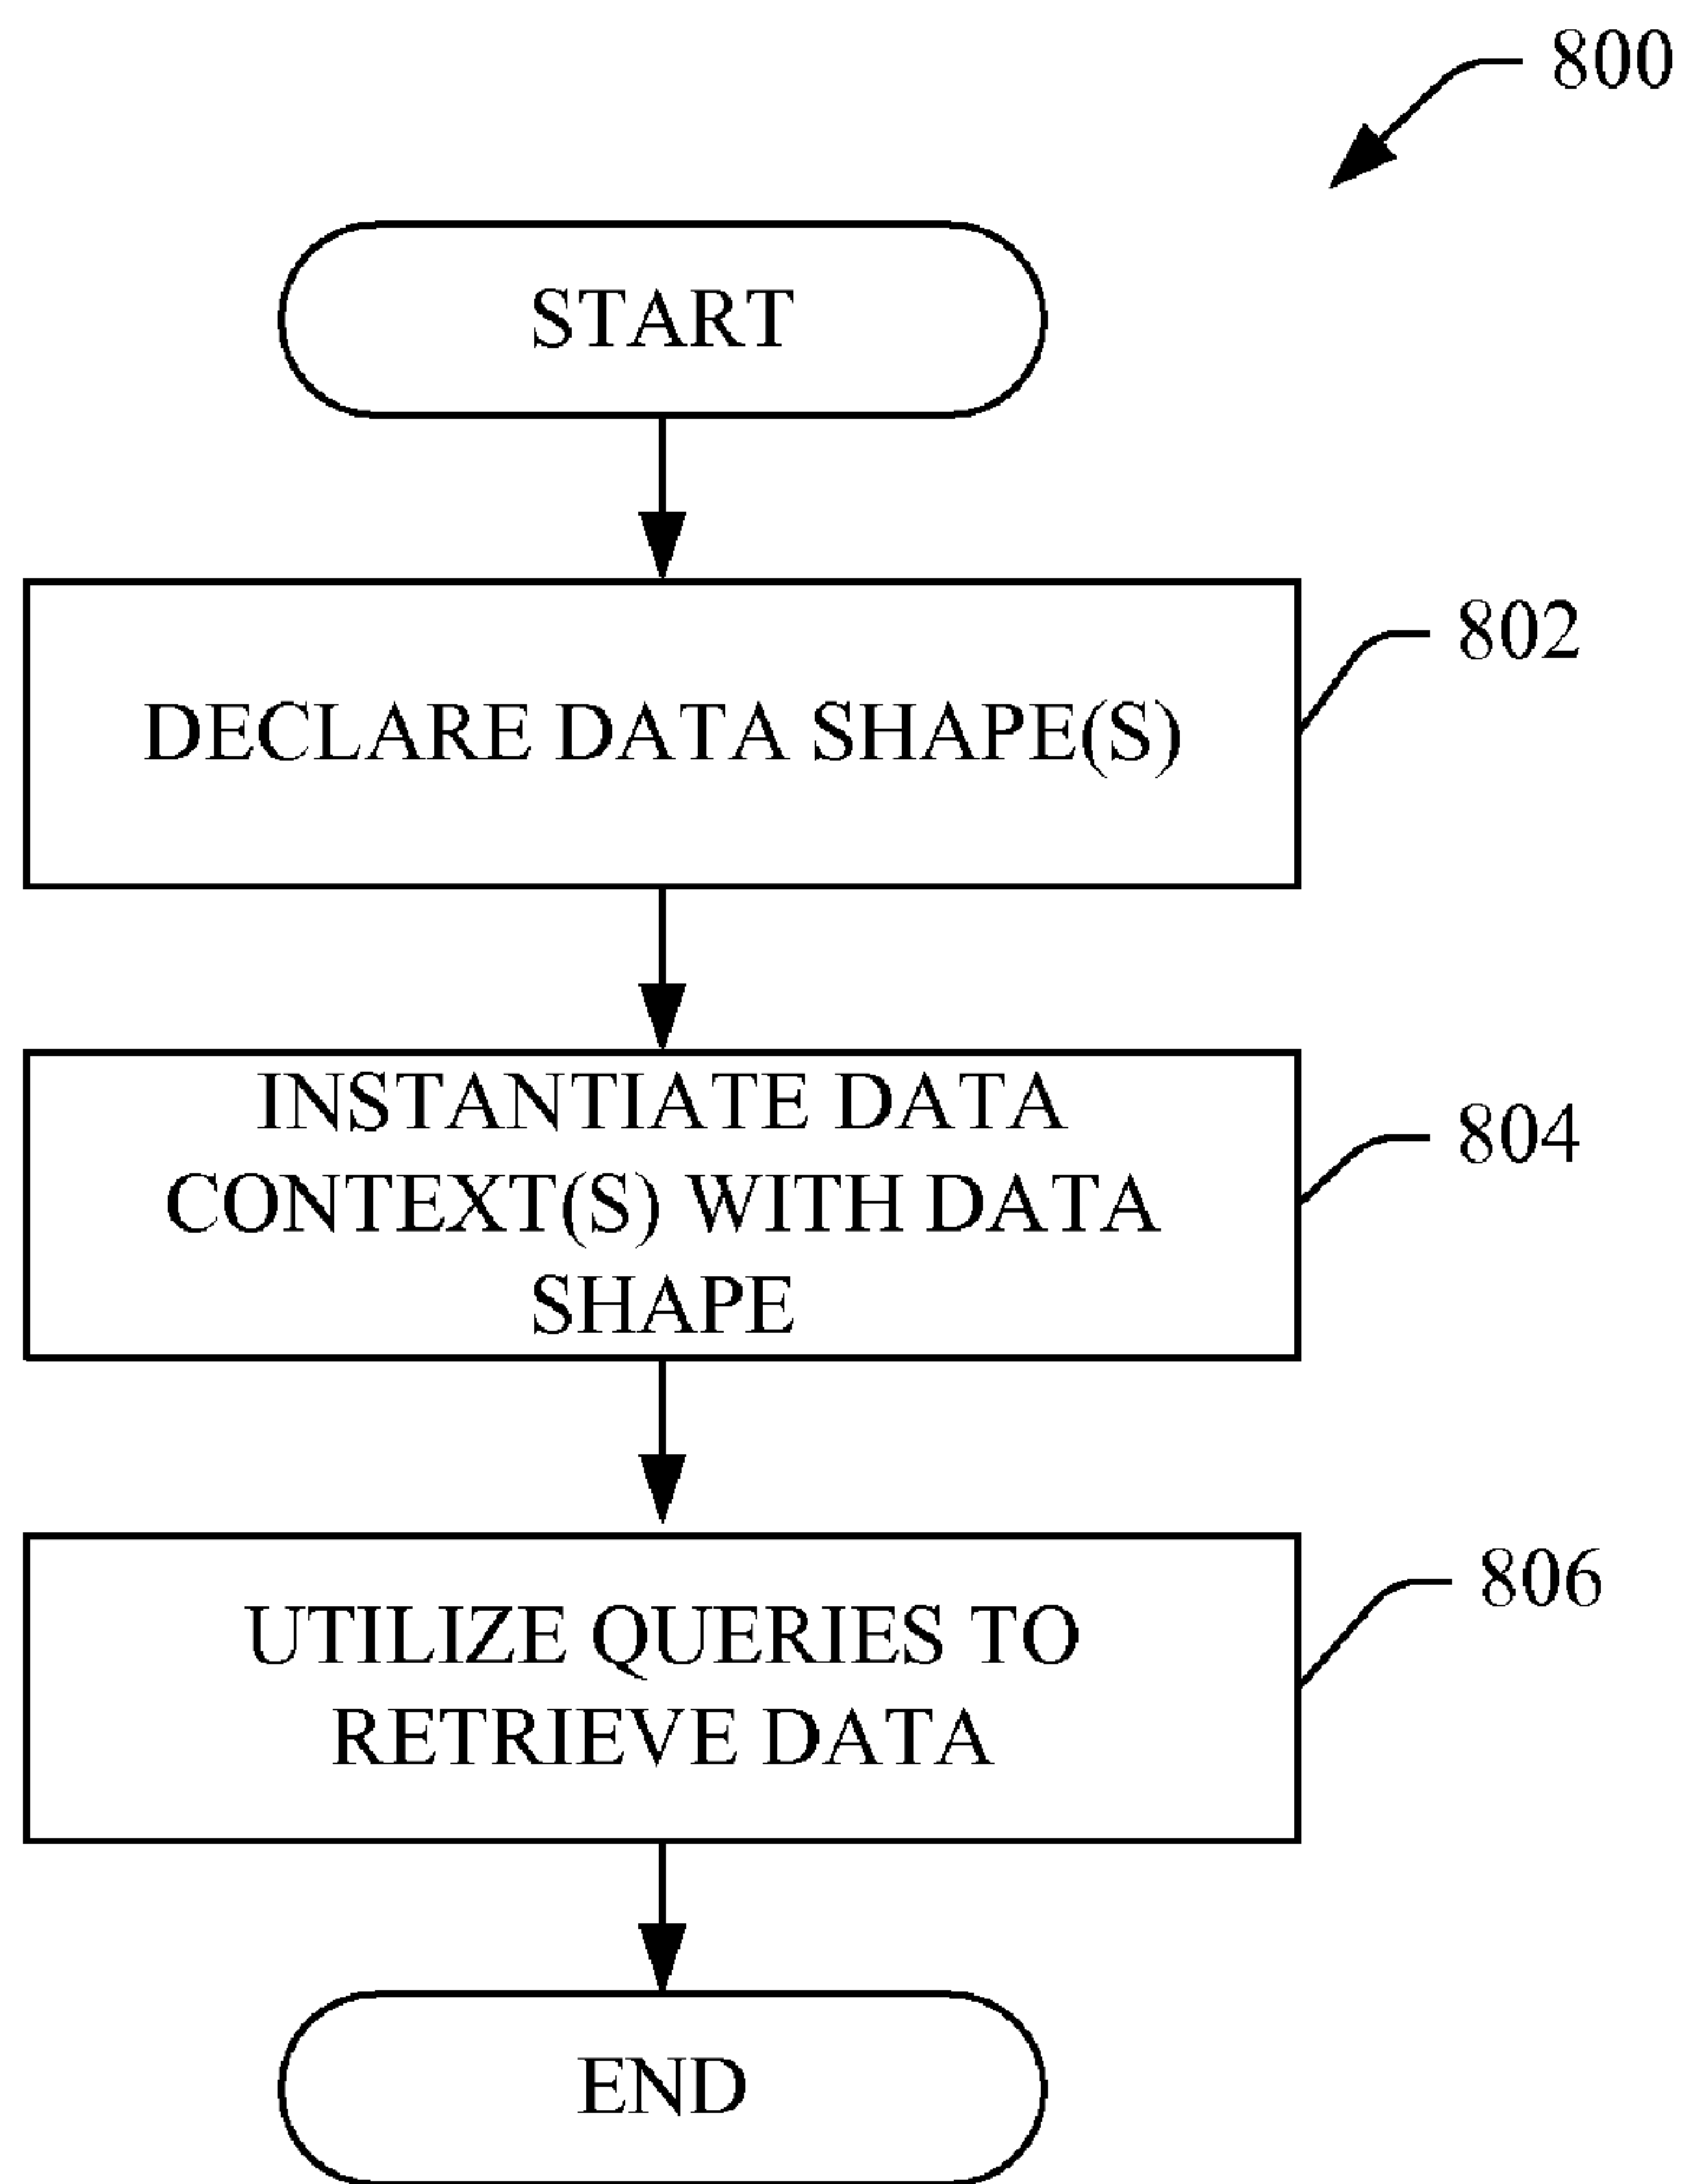 800
START
DECLARE DATA SHAPE(S)
802
INSTANTIATE DATA
CONTEXT(S) WITH DATA
SHAPE
804
UTILIZE QUERIES TO
RETRIEVE DATA
806
END